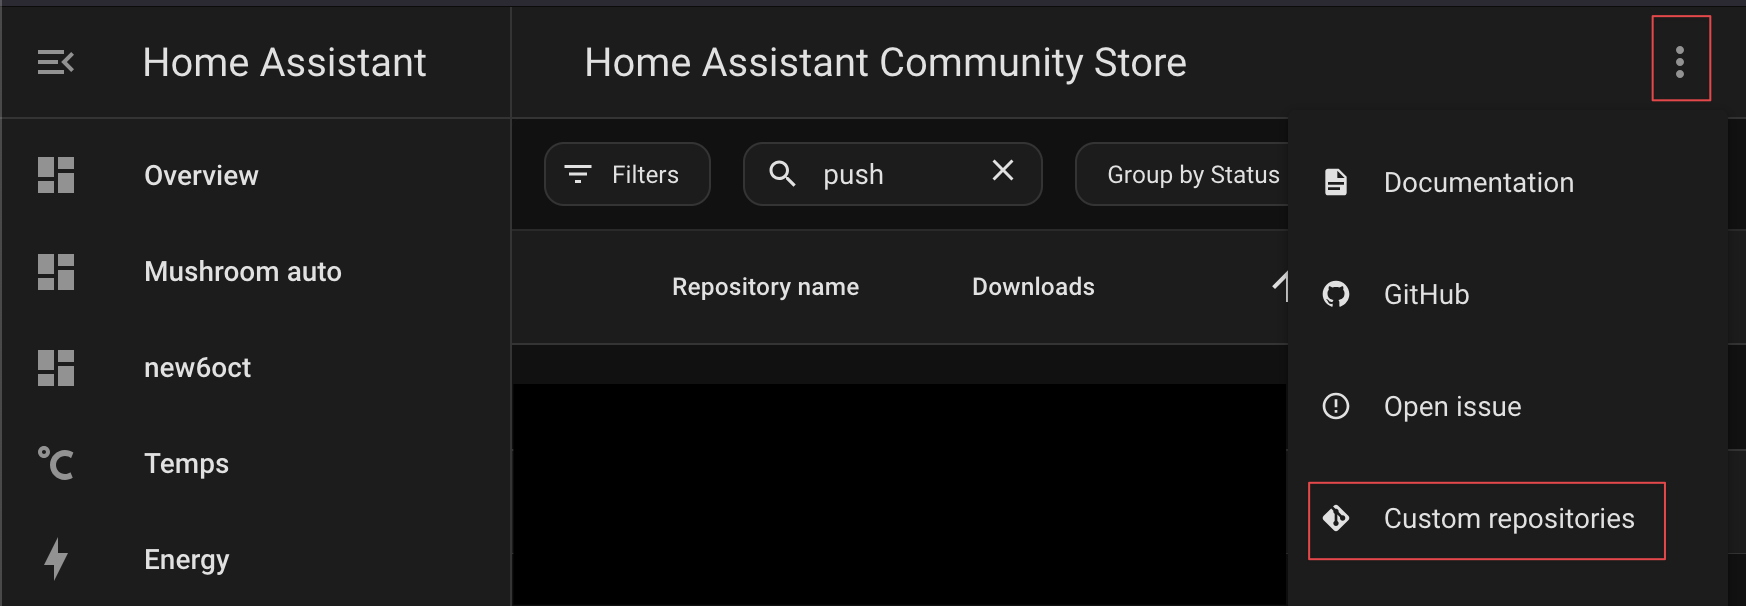 Home Assistant
Home Assistant Community Store
Overview
Mushroom auto
new6oct
Temps
Energy
Filters
push
Group by Status
Repository name
Downloads
Documentation
GitHub
Open issue
Custom repositories